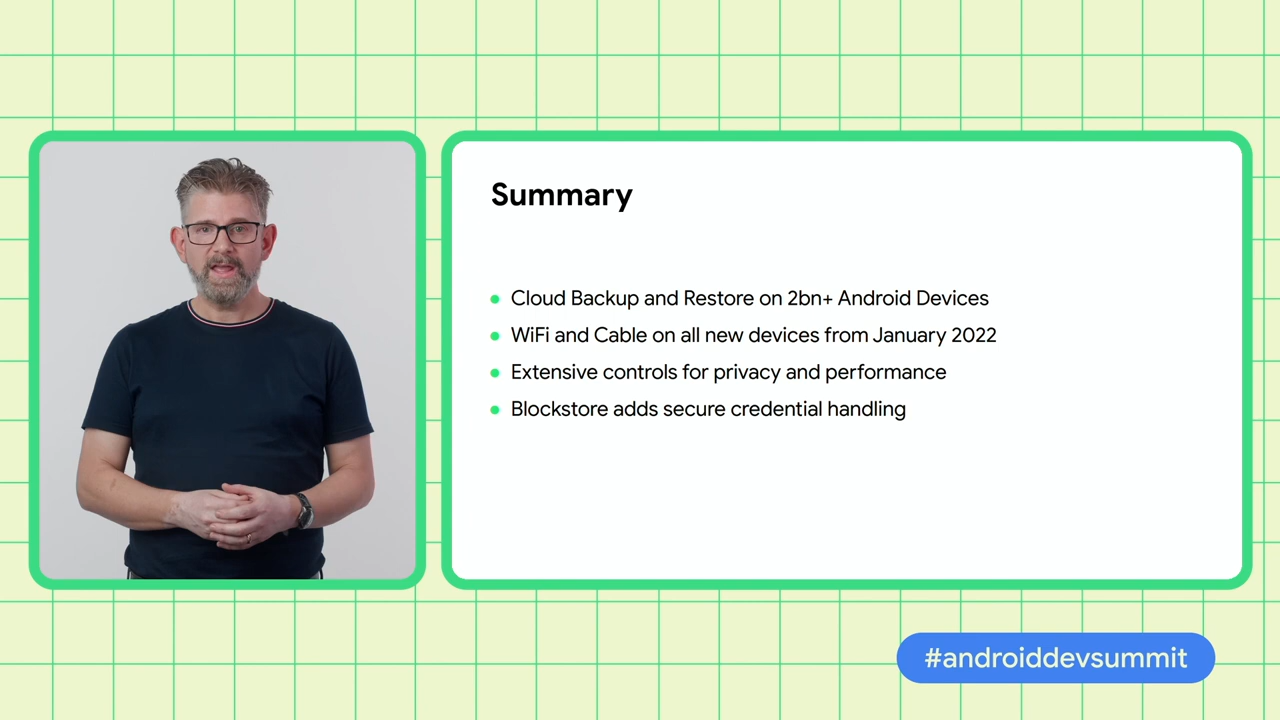 Summary
Cloud Backup and Restore on 2bn+ Android Devices
WiFi and Cable on all new devices from January 2022
Extensive controls for privacy and performance
Blockstore adds secure credential handling
#androiddevsummit